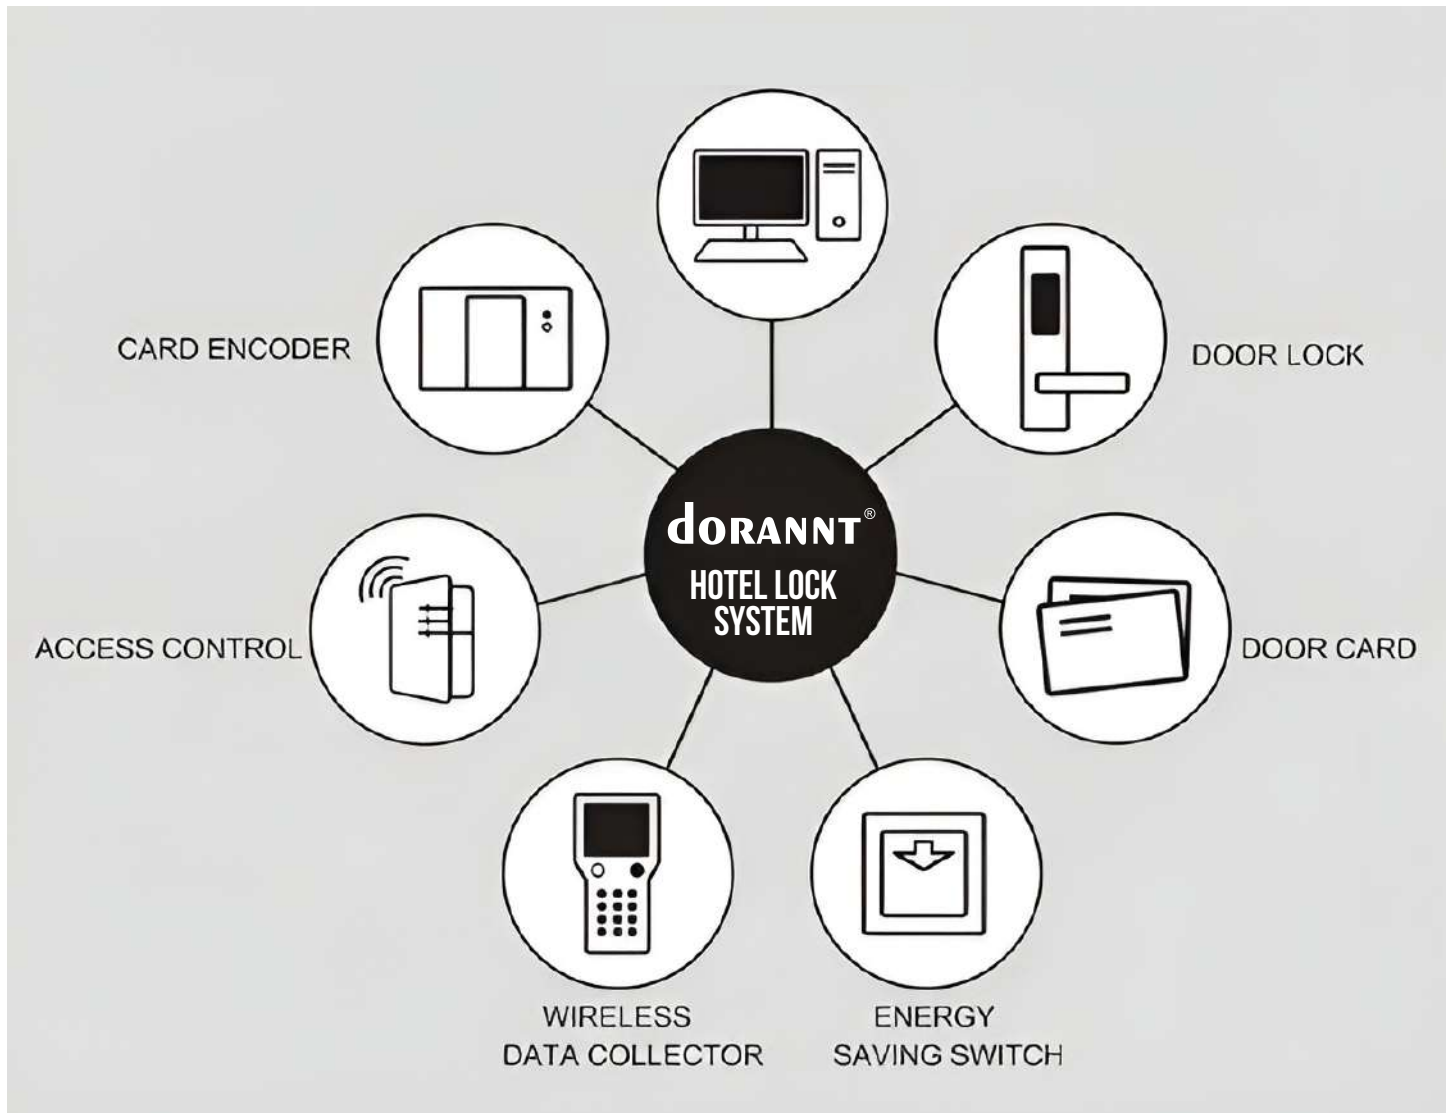 CARD ENCODER
DOOR LOCK
dORANNT®
HOTEL LOCK
SYSTEM
ACCESS CONTROL
DOOR CARD
WIRELESS
DATA COLLECTOR
ENERGY
SAVING SWITCH